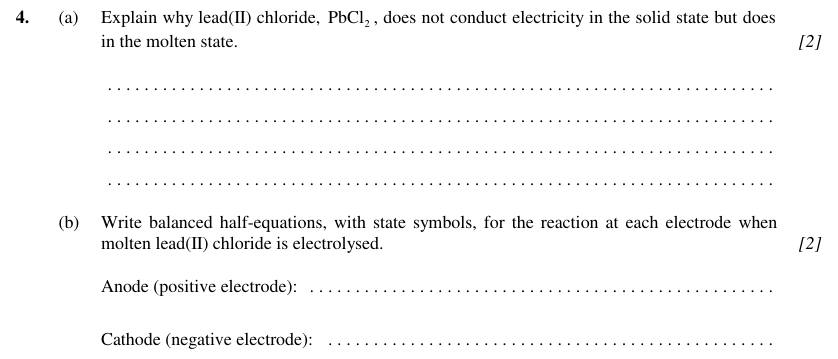 4. (a) Explain why lead(II) chloride, PbCl₂, does not conduct electricity in the solid state but does
in the molten state. [2]
. . . . . . . . . . . . . . . . . . . . . . . . . . . . . . . . . . . . . . . . . . . . . . . . . . . . . . . . . . . . . . . . . . . . . . . . . .
. . . . . . . . . . . . . . . . . . . . . . . . . . . . . . . . . . . . . . . . . . . . . . . . . . . . . . . . . . . . . . . . . . . . . . . . . .
. . . . . . . . . . . . . . . . . . . . . . . . . . . . . . . . . . . . . . . . . . . . . . . . . . . . . . . . . . . . . . . . . . . . . . . . . .
. . . . . . . . . . . . . . . . . . . . . . . . . . . . . . . . . . . . . . . . . . . . . . . . . . . . . . . . . . . . . . . . . . . . . . . . . .
(b) Write balanced half-equations, with state symbols, for the reaction at each electrode when
molten lead(II) chloride is electrolysed. [2]
Anode (positive electrode): . . . . . . . . . . . . . . . . . . . . . . . . . . . . . . . . . . . . . . . . . . . . . . . . . . .
Cathode (negative electrode): . . . . . . . . . . . . . . . . . . . . . . . . . . . . . . . . . . . . . . . . . . . . . . . . .